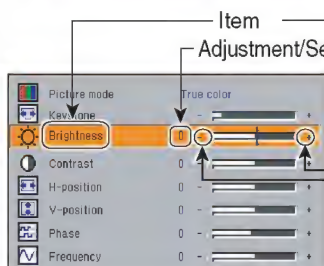 Item
Adjustment/Se
Picture mode True color
Keystone
Brightness 0 - +
Contrast 0 - +
H-position 0 - +
V-position 0 - +
Phase 0 - +
Frequency 0 - +